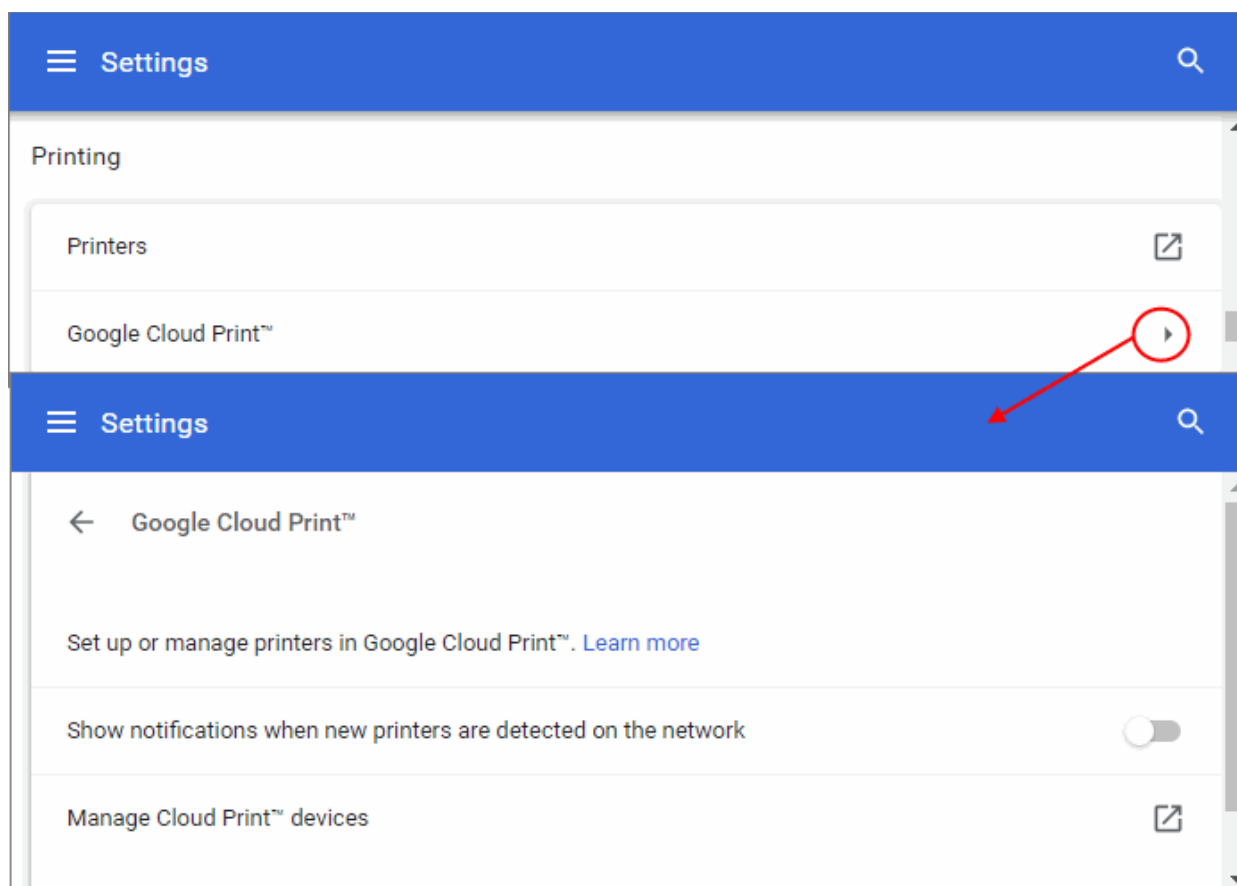 Settings
Printing
Printers
Google Cloud Print™
Settings
Google Cloud Print™
Set up or manage printers in Google Cloud Print™. Learn more
Show notifications when new printers are detected on the network
Manage Cloud Print™ devices